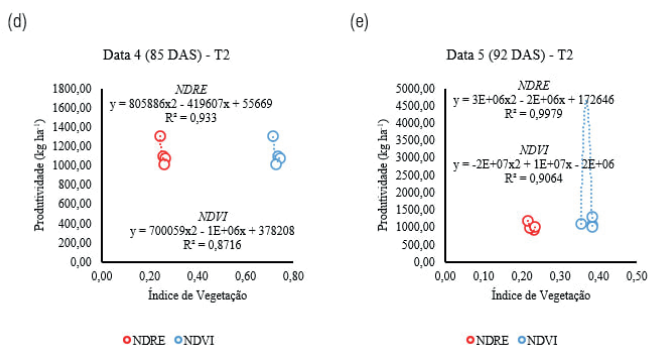 (d)
Data 4 (85 DAS) - T2
1800,00
1600,00
1400,00
1200,00
1000,00
800,00
600,00
400,00
200,00
0,00
Produtividade (kg ha⁻¹)
NDRE
y = 805886x2 - 419607x + 55669
R² = 0,933
NDVI
y = 700059x2 - 1E+06x + 378208
R² = 0,8716
0,00 0,20 0,40 0,60 0,80
Índice de Vegetação
NDRE NDVI
(e)
Data 5 (92 DAS) - T2
5000,00
4500,00
4000,00
3500,00
3000,00
2500,00
2000,00
1500,00
1000,00
500,00
0,00
Produtividade (kg ha⁻¹)
NDRE
y = 3E+06x2 - 2E+06x + 172646
R² = 0,9979
NDVI
y = -2E+07x2 + 1E+07x - 2E+06
R² = 0,9064
0,00 0,10 0,20 0,30 0,40 0,50
Índice de Vegetação
NDRE NDVI